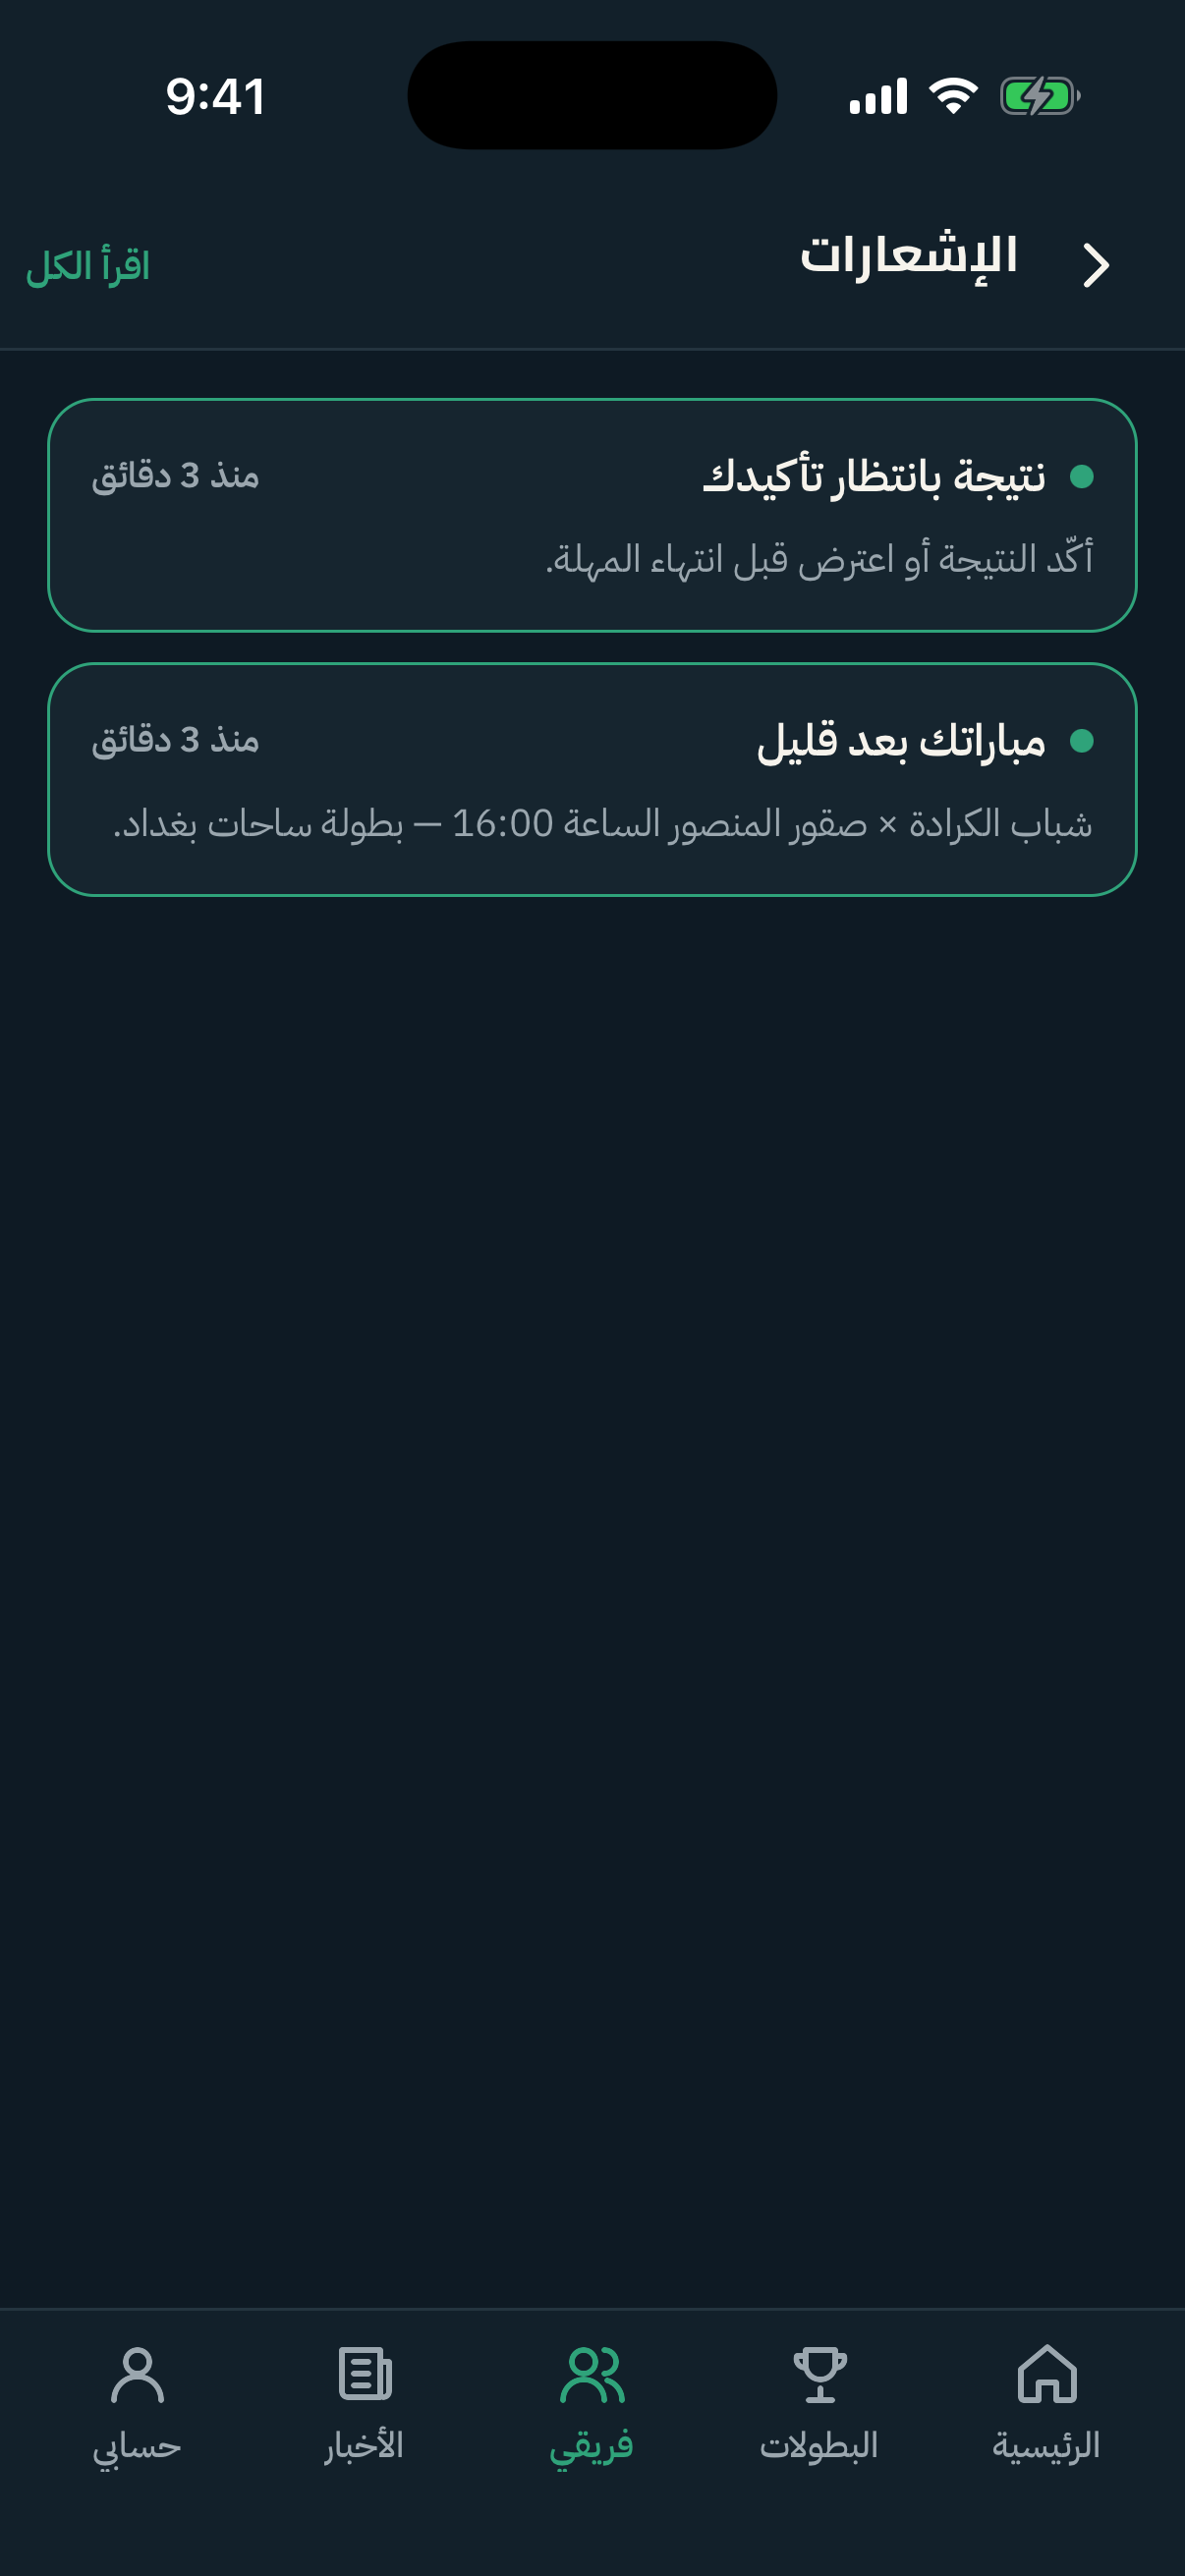 9:41
الإشعارات
اقرأ الكل
نتيجة بانتظار تأكيدك
منذ 3 دقائق
أكّد النتيجة أو اعترض قبل انتهاء المهلة.
مباراتك بعد قليل
منذ 3 دقائق
شباب الكرادة × صقور المنصور الساعة 16:00 — بطولة ساحات بغداد.
الرئيسية
البطولات
فريقي
الأخبار
حسابي